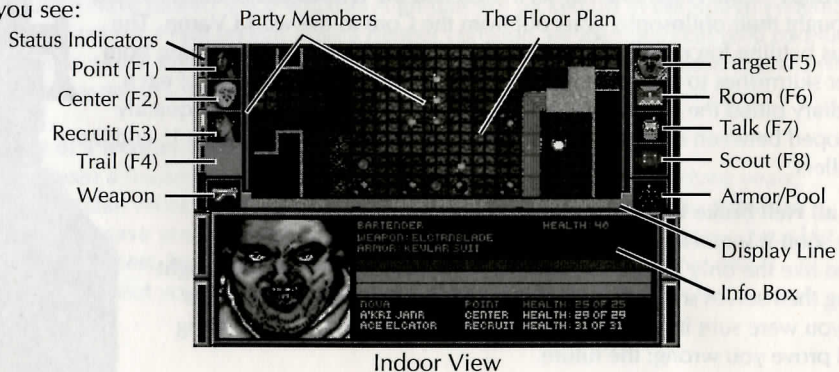 you see:
Party Members
The Floor Plan
Status Indicators
Point (F1)
Center (F2)
Recruit (F3)
Trail (F4)
Weapon
Target (F5)
Room (F6)
Talk (F7)
Scout (F8)
Armor/Pool
Display Line
Info Box
BARTENDER HEALTH: 40
WEAPON: ELCTRNBLADE
ARMOR: KEVLAR SUIT
NOVA POINT HEALTH: 25 OF 25
A'KRI JANR CENTER HEALTH: 29 OF 29
ACE ELCATOR RECRUIT HEALTH: 31 OF 31
Indoor View